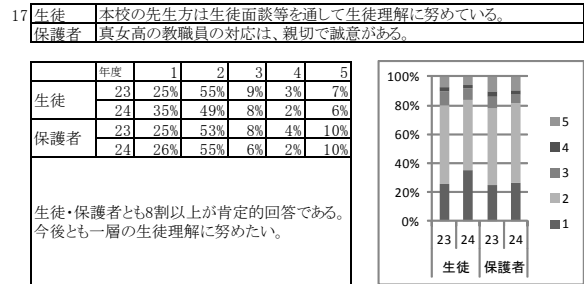 17 生徒 本校の先生方は生徒面談等を通して生徒理解に努めている。
保護者 真女高の教職員の対応は、親切で誠意がある。
年度 1 2 3 4 5
生徒 23 25% 55% 9% 3% 7%
24 35% 49% 8% 2% 6%
保護者 23 25% 53% 8% 4% 10%
24 26% 55% 6% 2% 10%
生徒・保護者とも8割以上が肯定的回答である。
今後とも一層の生徒理解に努めたい。
100%
80%
60%
40%
20%
0%
23 24 23 24
生徒 保護者
5
4
3
2
1